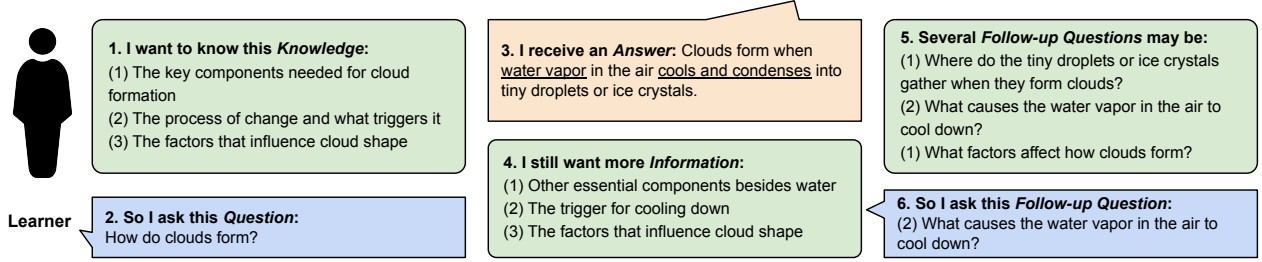 Learner
1. I want to know this Knowledge:
(1) The key components needed for cloud
formation
(2) The process of change and what triggers it
(3) The factors that influence cloud shape
2. So I ask this Question:
How do clouds form?
3. I receive an Answer: Clouds form when
water vapor in the air cools and condenses into
tiny droplets or ice crystals.
4. I still want more Information:
(1) Other essential components besides water
(2) The trigger for cooling down
(3) The factors that influence cloud shape
5. Several Follow-up Questions may be:
(1) Where do the tiny droplets or ice crystals
gather when they form clouds?
(2) What causes the water vapor in the air to
cool down?
(1) What factors affect how clouds form?
6. So I ask this Follow-up Question:
(2) What causes the water vapor in the air to
cool down?